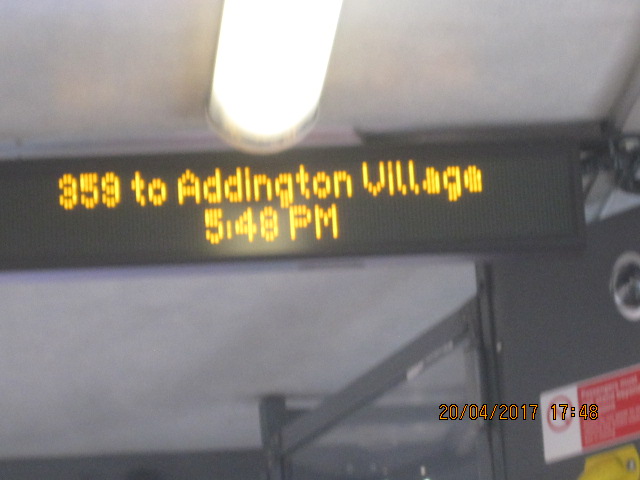 359 to Addington Village
5:48 PM
20/04/2017 17:48